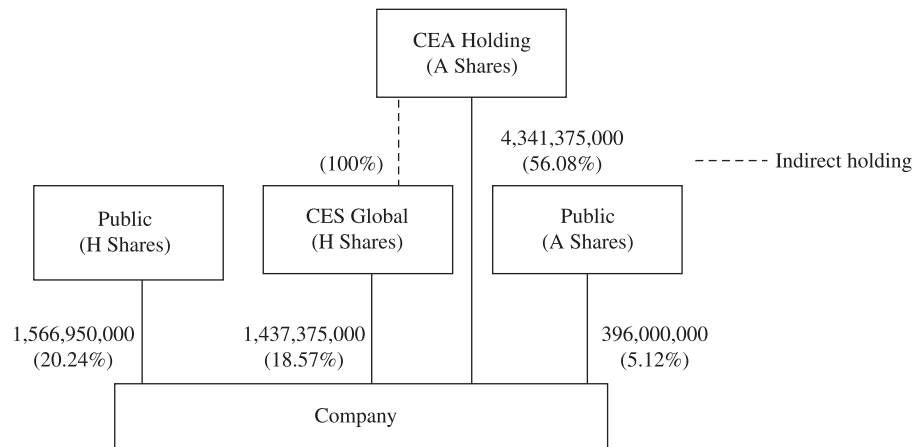 CEA Holding
(A Shares)
4,341,375,000
(56.08%)
(100%)
Indirect holding
Public
(H Shares)
CES Global
(H Shares)
Public
(A Shares)
1,566,950,000
(20.24%)
1,437,375,000
(18.57%)
396,000,000
(5.12%)
Company